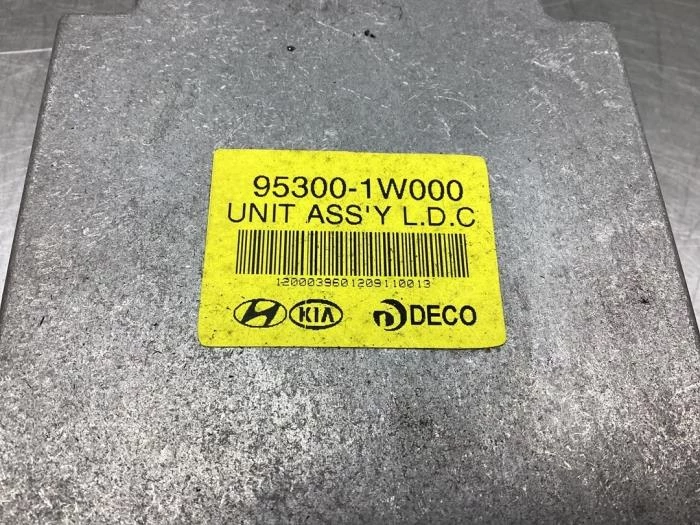 95300-1W000
UNIT ASS'Y L.D.C
1200039601209110013
KIA DECO